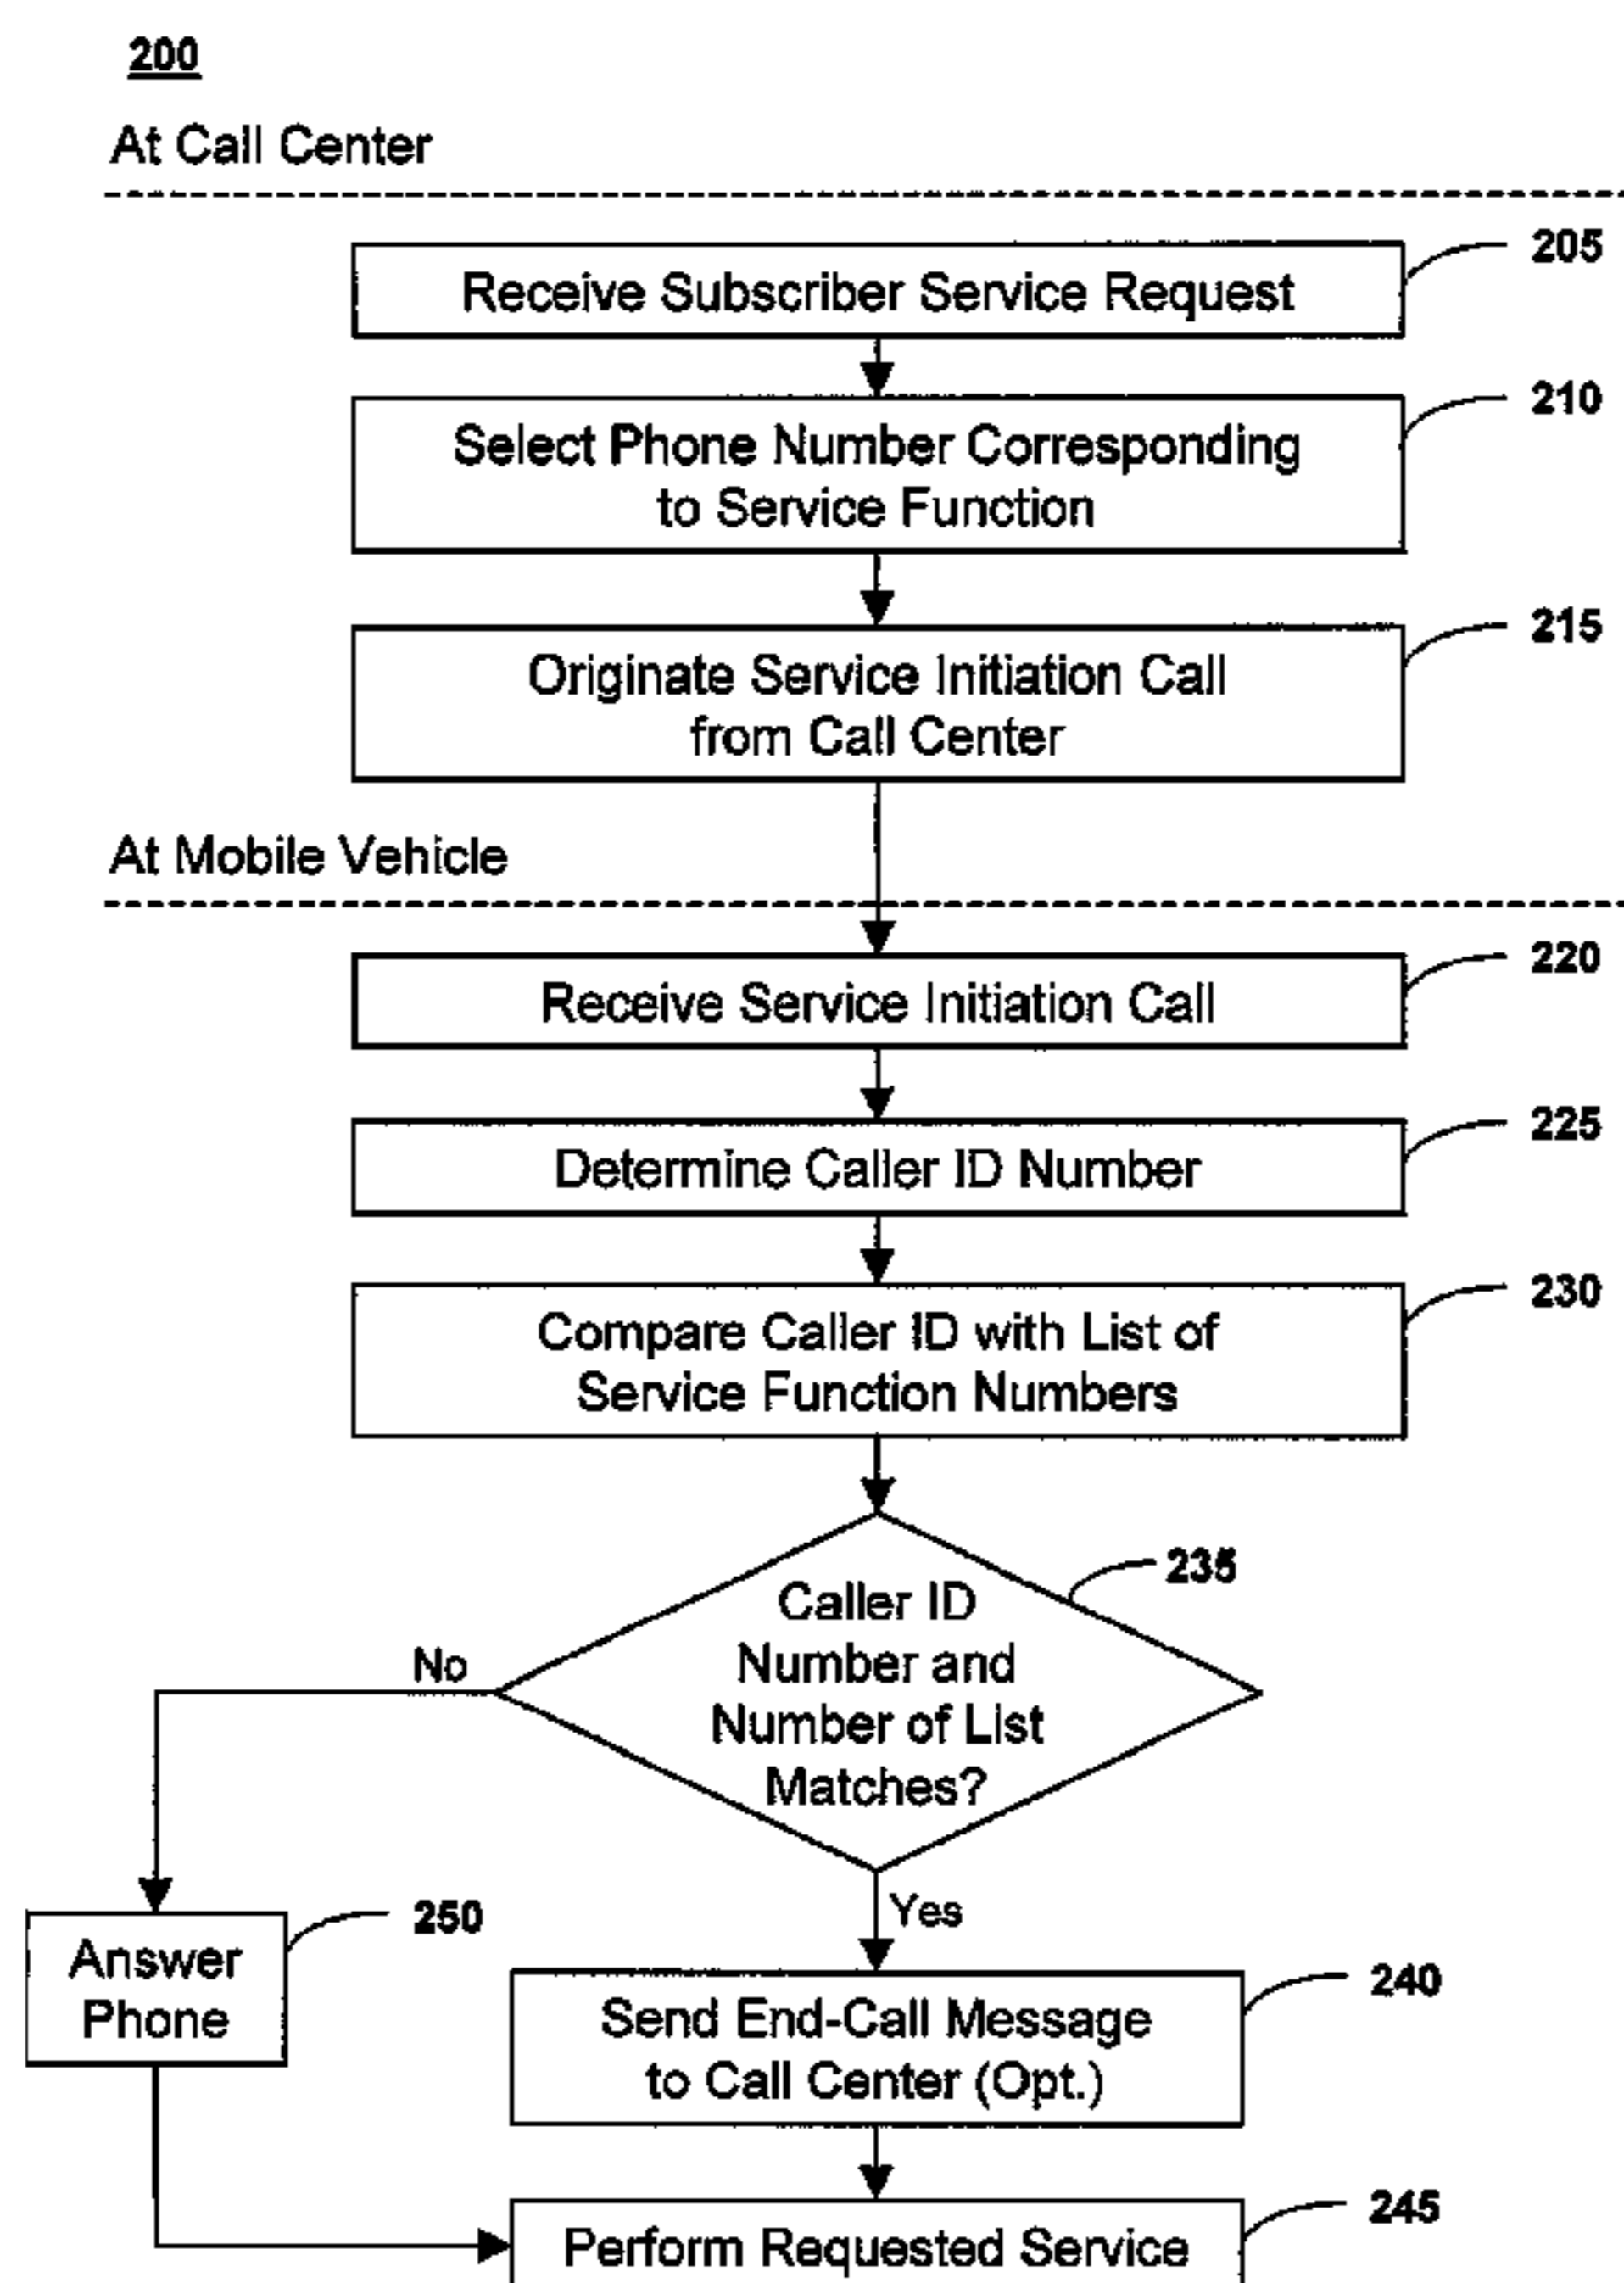 200
At Call Center
205
Receive Subscriber Service Request
210
Select Phone Number Corresponding
to Service Function
215
Originate Service Initiation Call
from Call Center
At Mobile Vehicle
220
Receive Service Initiation Call
225
Determine Caller ID Number
230
Compare Caller ID with List of
Service Function Numbers
235
Caller ID
Number and
Number of List
Matches?
No
Yes
250
Answer
Phone
240
Send End-Call Message
to Call Center (Opt.)
245
Perform Requested Service